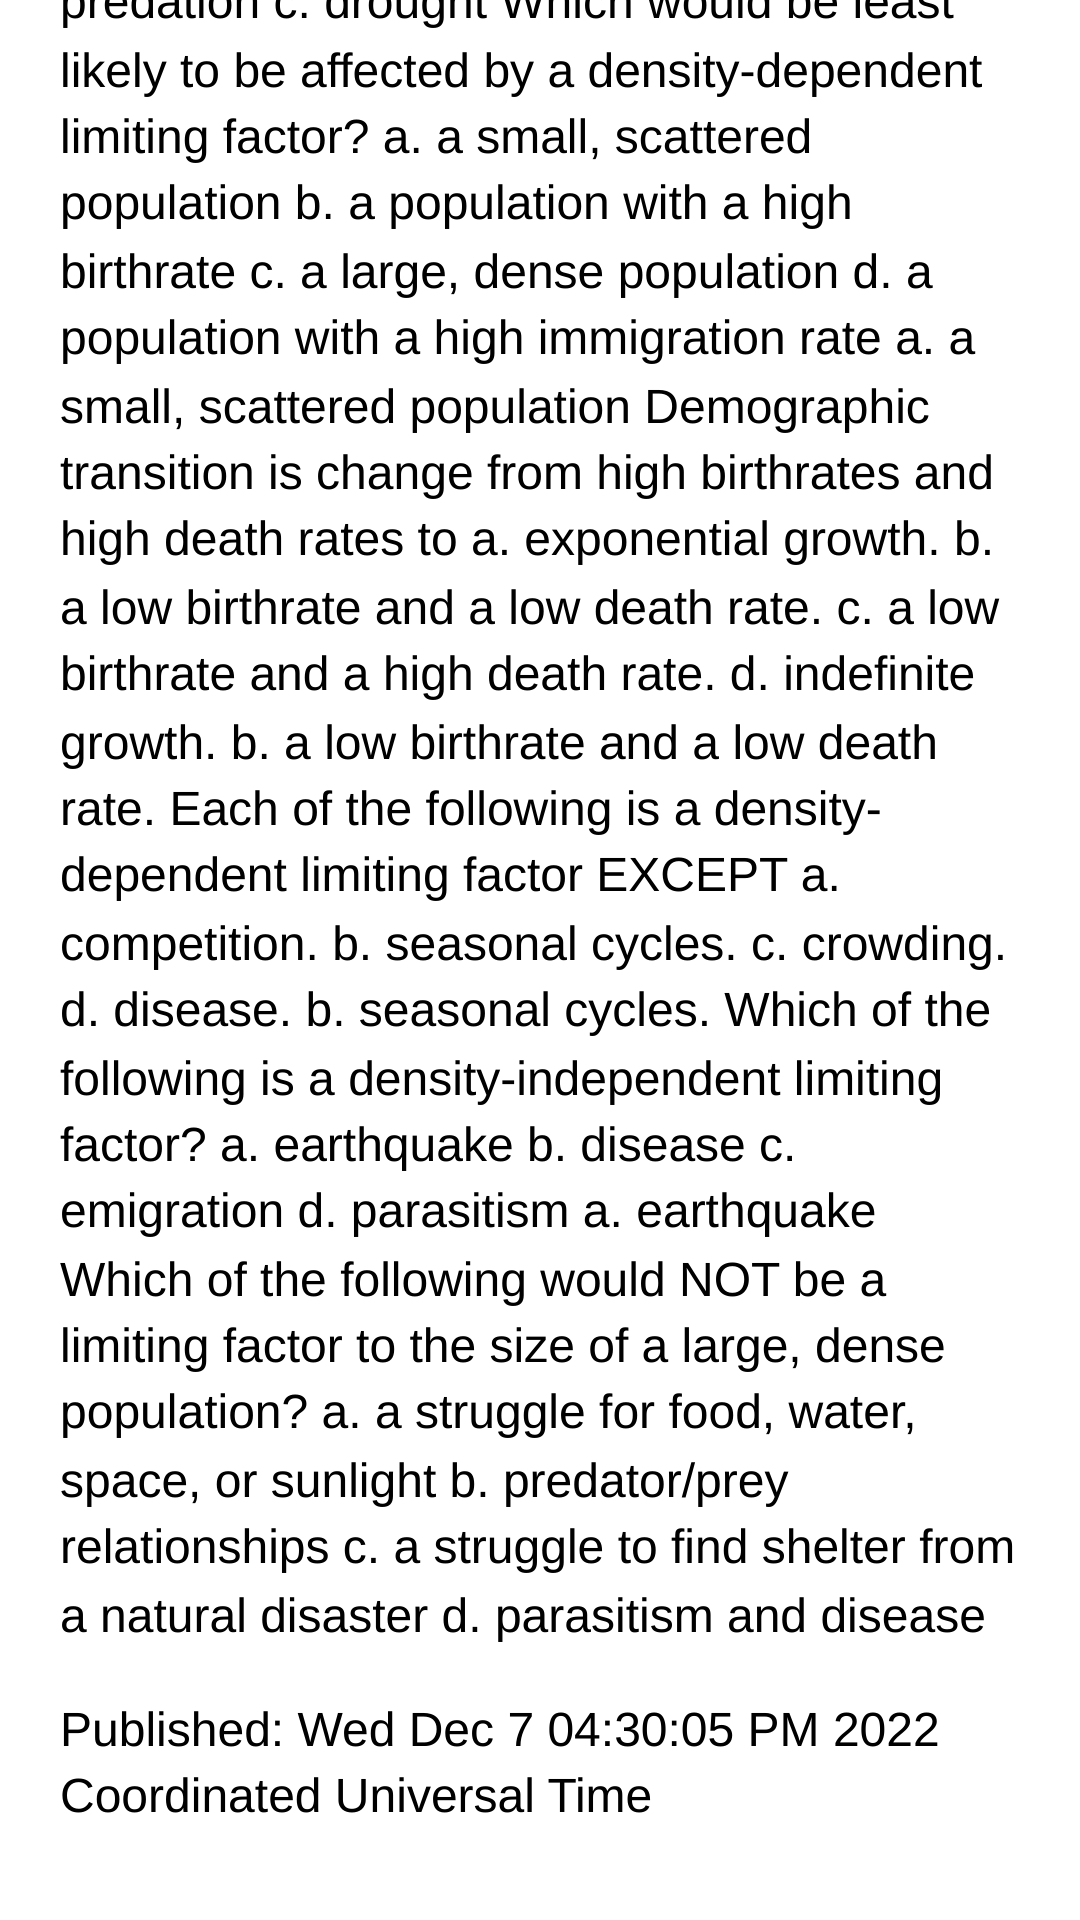 predation c. drought Which would be least
likely to be affected by a density-dependent
limiting factor? a. a small, scattered
population b. a population with a high
birthrate c. a large, dense population d. a
population with a high immigration rate a. a
small, scattered population Demographic
transition is change from high birthrates and
high death rates to a. exponential growth. b.
a low birthrate and a low death rate. c. a low
birthrate and a high death rate. d. indefinite
growth. b. a low birthrate and a low death
rate. Each of the following is a density-
dependent limiting factor EXCEPT a.
competition. b. seasonal cycles. c. crowding.
d. disease. b. seasonal cycles. Which of the
following is a density-independent limiting
factor? a. earthquake b. disease c.
emigration d. parasitism a. earthquake
Which of the following would NOT be a
limiting factor to the size of a large, dense
population? a. a struggle for food, water,
space, or sunlight b. predator/prey
relationships c. a struggle to find shelter from
a natural disaster d. parasitism and disease
Published: Wed Dec 7 04:30:05 PM 2022
Coordinated Universal Time